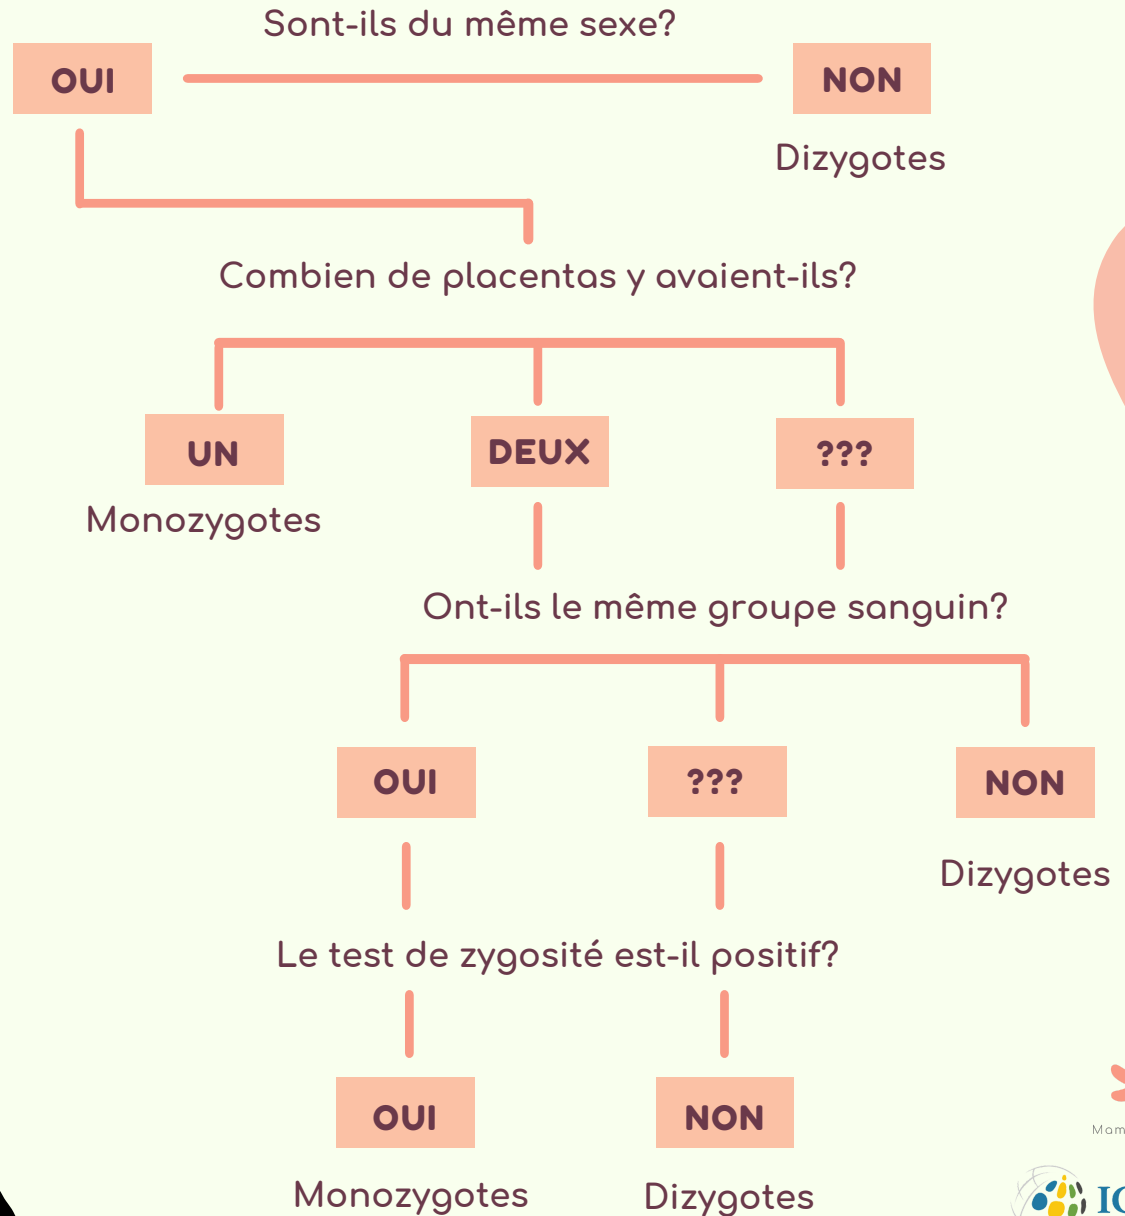 Sont-ils du même sexe?
OUI
NON
Dizygotes
Combien de placentas y avaient-ils?
UN
DEUX
???
Monozygotes
Ont-ils le même groupe sanguin?
OUI
???
NON
Dizygotes
Le test de zygosité est-il positif?
OUI
NON
Monozygotes
Dizygotes